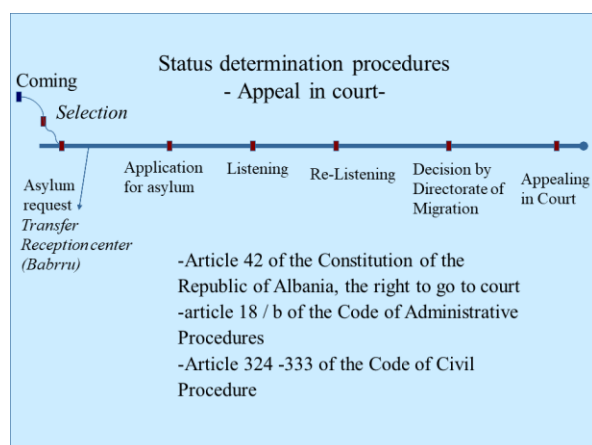 Status determination procedures
- Appeal in court-
Coming
Selection
Asylum
request
Transfer
Reception center
(Babrru)
Application
for asylum
Listening
Re-Listening
Decision by
Directorate of
Migration
Appealing
in Court
-Article 42 of the Constitution of the
Republic of Albania, the right to go to court
-article 18 / b of the Code of Administrative
Procedures
-Article 324 -333 of the Code of Civil
Procedure